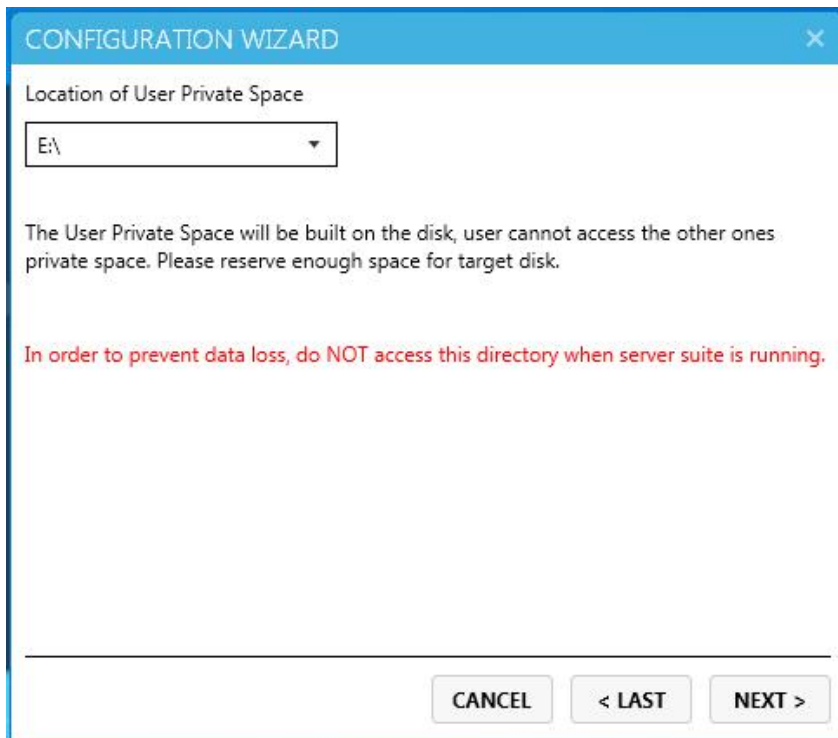 CONFIGURATION WIZARD ×
Location of User Private Space
E:\
The User Private Space will be built on the disk, user cannot access the other ones
private space. Please reserve enough space for target disk.
In order to prevent data loss, do NOT access this directory when server suite is running.
CANCEL < LAST NEXT >